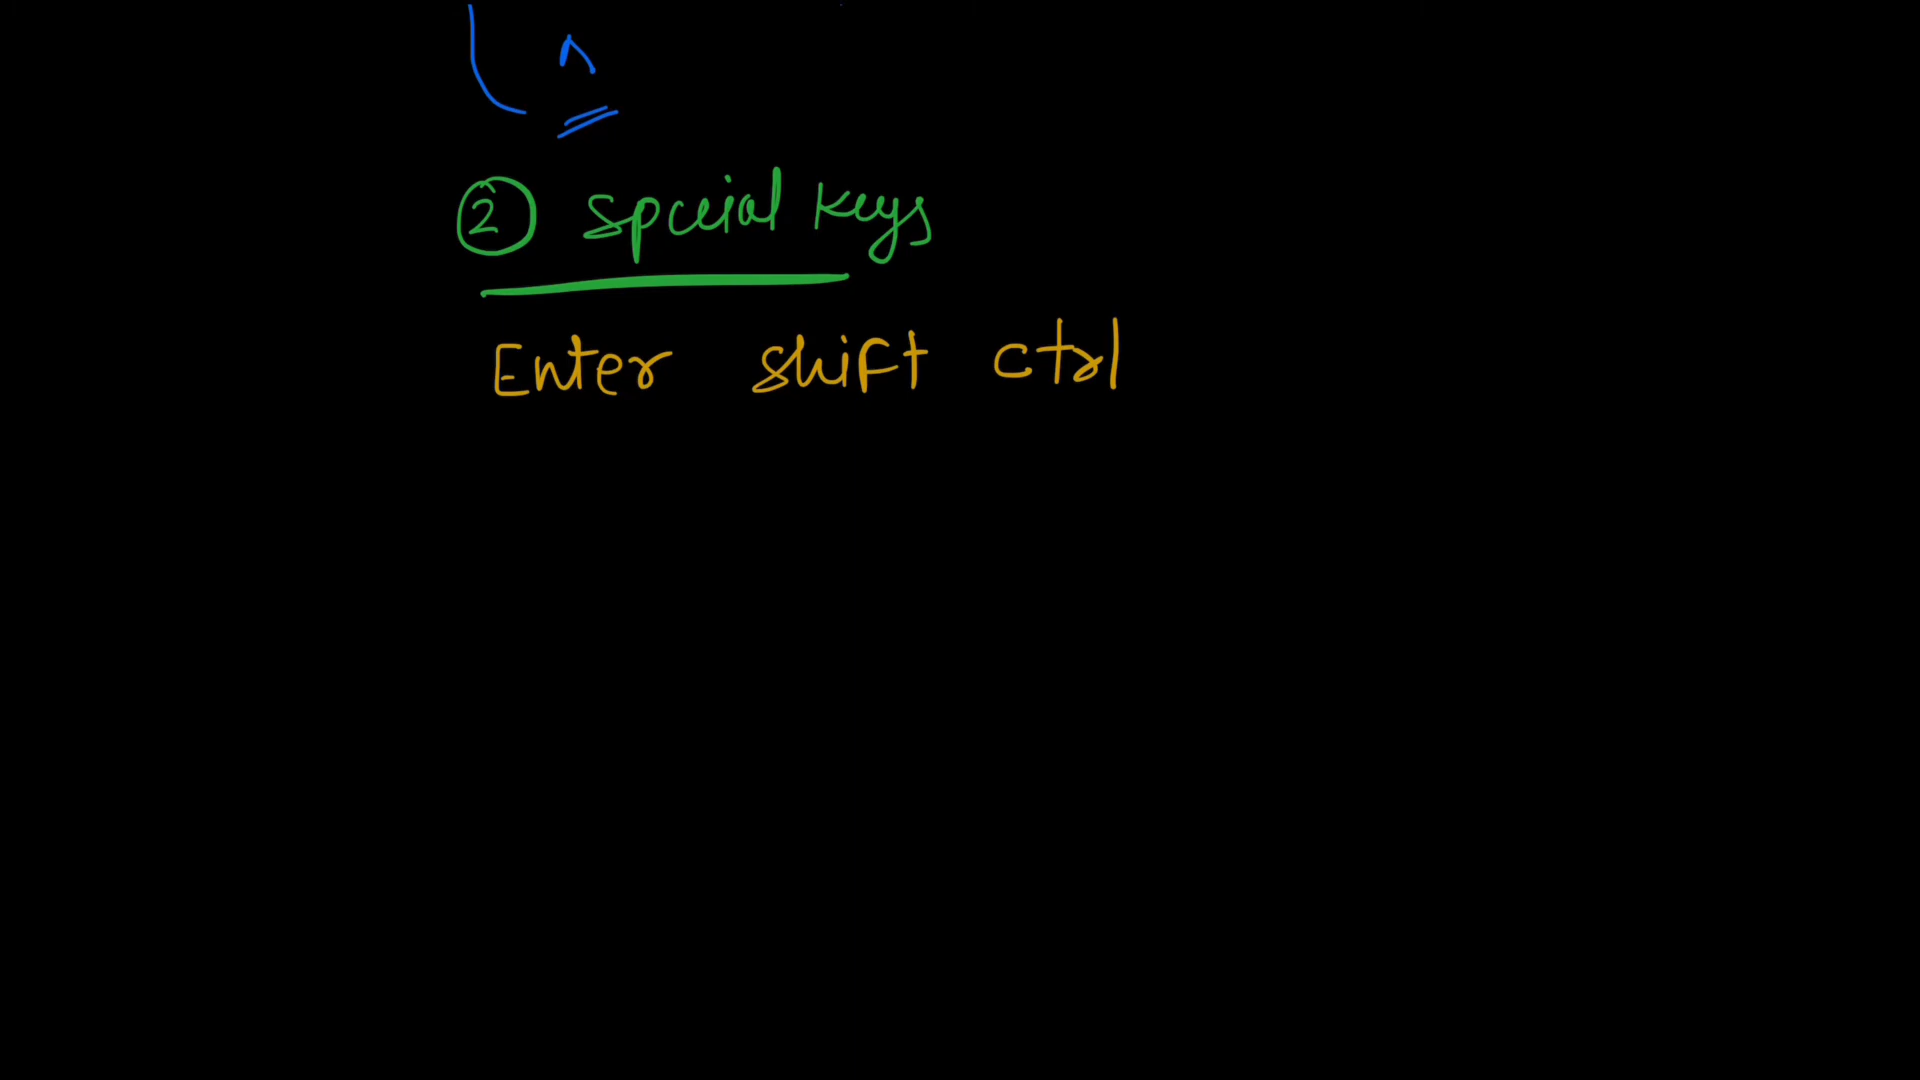 ② Special Keys
Enter shift ctrl